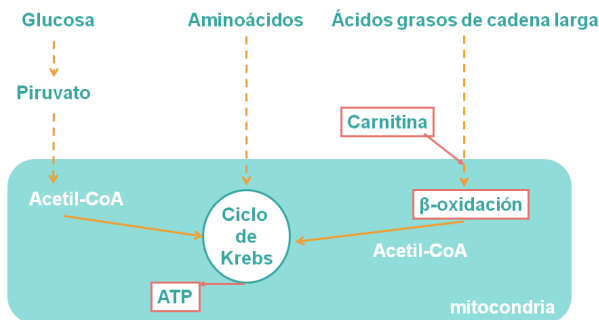 Glucosa
Aminoácidos
Ácidos grasos de cadena larga
Piruvato
Carnitina
Acetil-CoA
Ciclo
de
Krebs
β-oxidación
Acetil-CoA
ATP
mitocondria